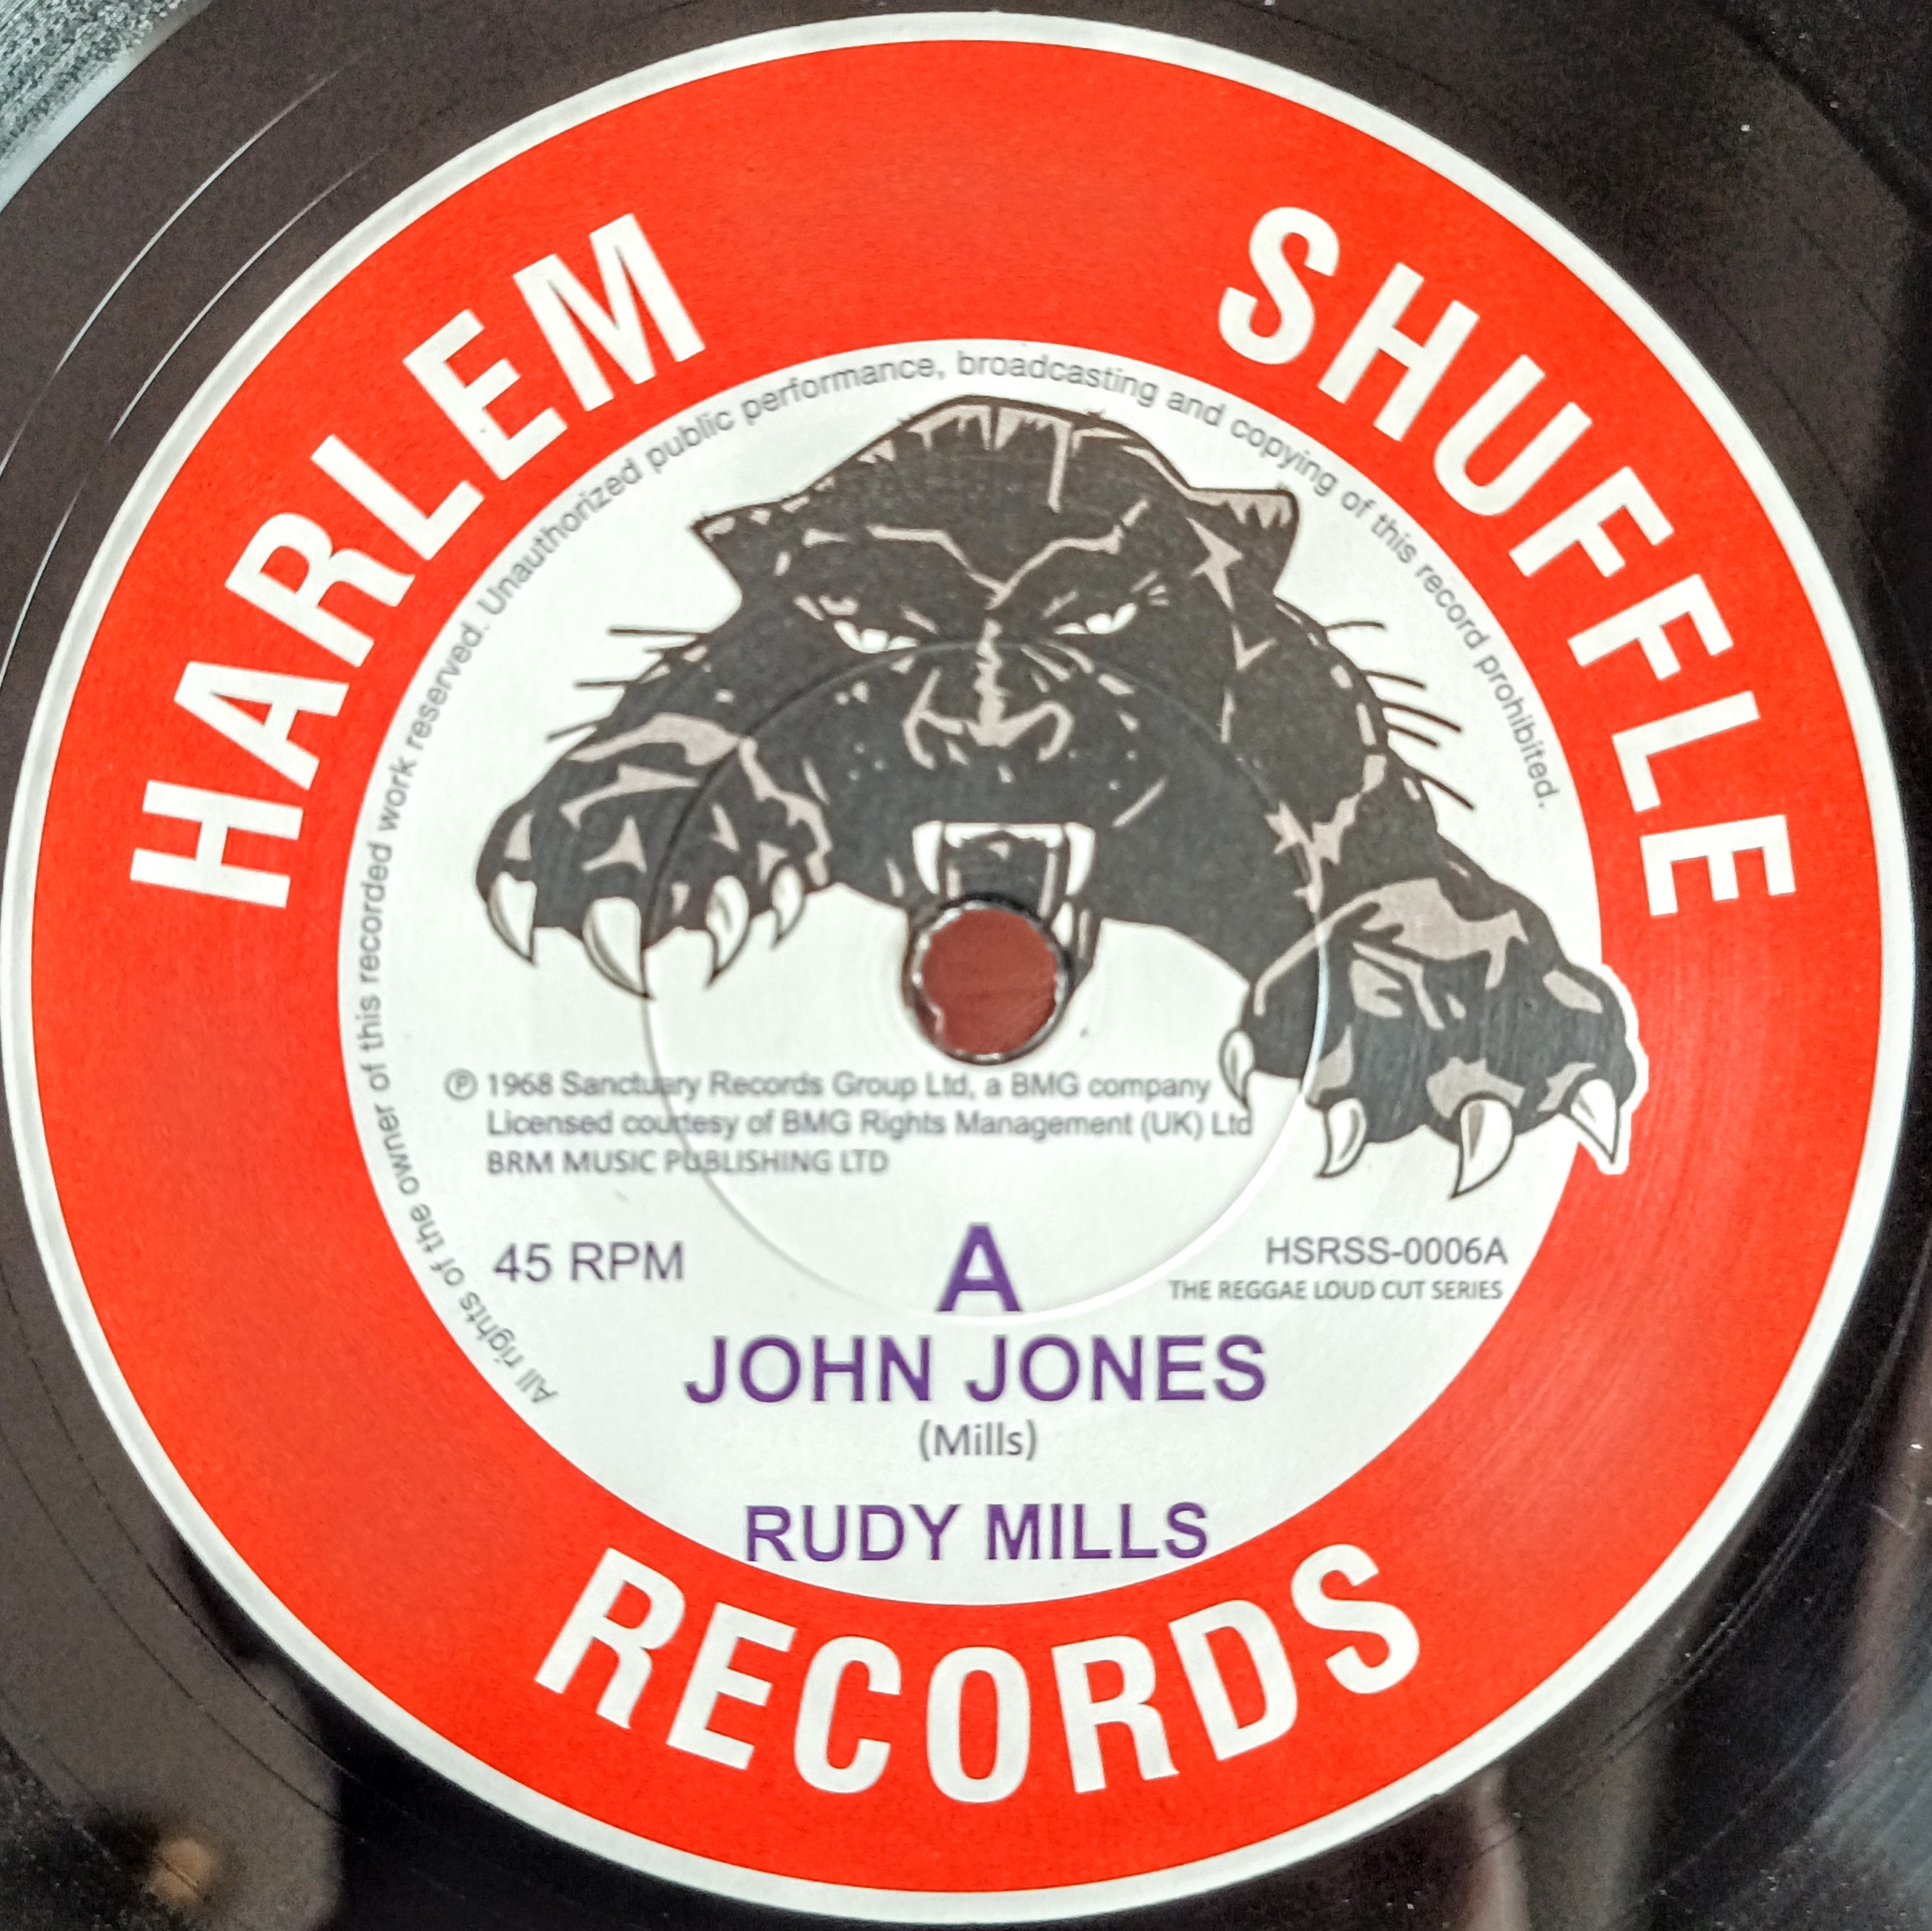 HARLEM SHUFFLE
All rights of the owner of this recorded work reserved. Unauthorized public performance, broadcasting and copying of this record prohibited.
℗ 1968 Sanctuary Records Group Ltd, a BMG company
Licensed courtesy of BMG Rights Management (UK) Ltd
BRM MUSIC PUBLISHING LTD
45 RPM
A
HSRSS-0006A
THE REGGAE LOUD CUT SERIES
JOHN JONES
(Mills)
RUDY MILLS
RECORDS